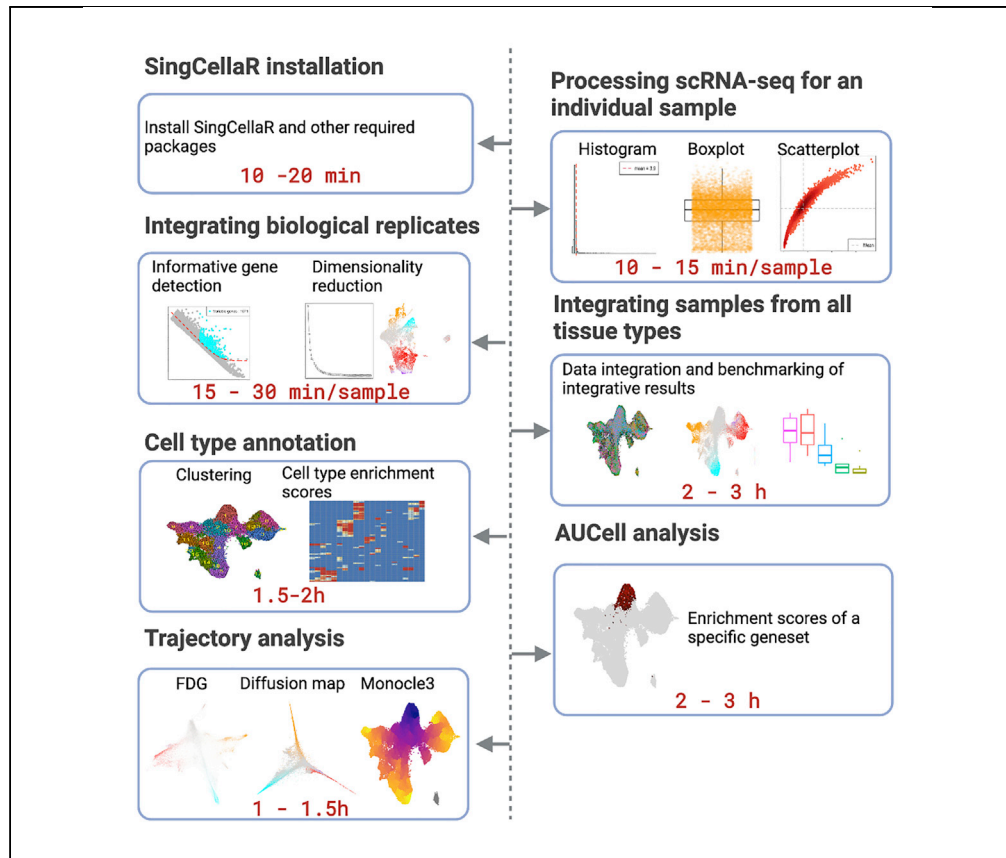 SingCellaR installation
Install SingCellaR and other required
packages
10 -20 min
Processing scRNA-seq for an
individual sample
Histogram
Boxplot
Scatterplot
mean = 3.8
Mean
10 - 15 min/sample
Integrating biological replicates
Informative gene
detection
Dimensionality
reduction
15 - 30 min/sample
Integrating samples from all
tissue types
Data integration and benchmarking of
integrative results
2 - 3 h
Cell type annotation
Clustering
Cell type enrichment
scores
1.5-2h
AUCell analysis
Enrichment scores of a
specific geneset
2 - 3 h
Trajectory analysis
FDG
Diffusion map
Monocle3
1 - 1.5h